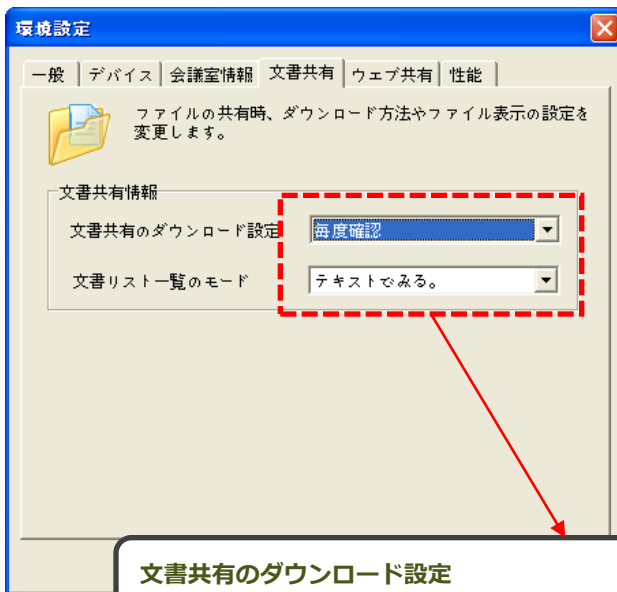 環境設定
一般 デバイス 会議室情報 文書共有 ウェブ共有 性能
ファイルの共有時、ダウンロード方法やファイル表示の設定を
変更します。
文書共有情報
文書共有のダウンロード設定 毎度確認
文書リスト一覧のモード テキストでみる。
文書共有のダウンロード設定